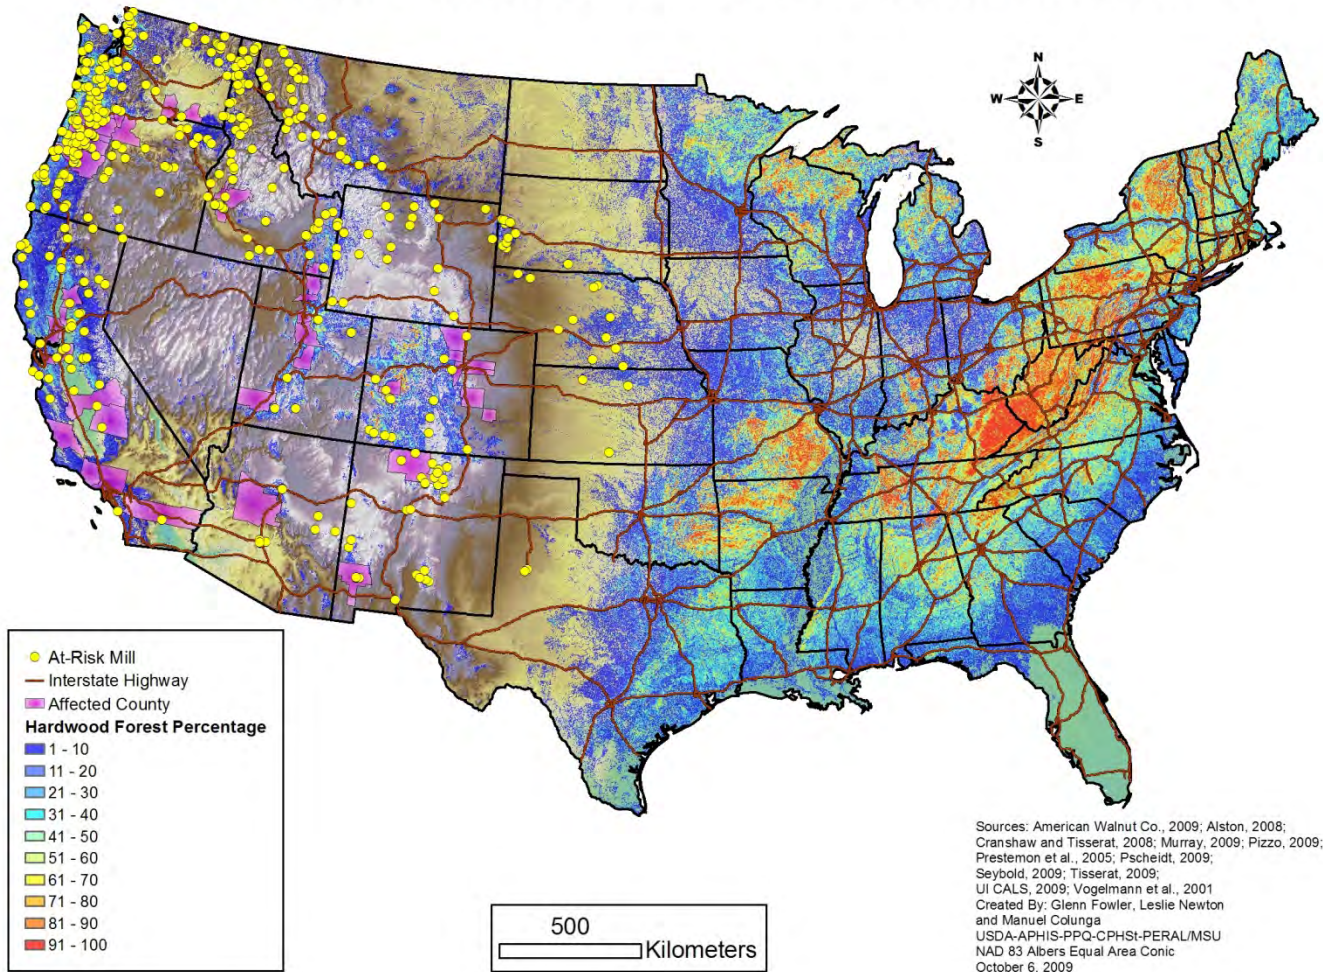 N
W E
S
At-Risk Mill
Interstate Highway
Affected County
Hardwood Forest Percentage
1 - 10
11 - 20
21 - 30
31 - 40
41 - 50
51 - 60
61 - 70
71 - 80
81 - 90
91 - 100
500
Kilometers
Sources: American Walnut Co., 2009; Alston, 2008;
Cranshaw and Tisserat, 2008; Murray, 2009; Pizzo, 2009;
Prestemon et al., 2005; Pscheidt, 2009;
Seybold, 2009; Tisserat, 2009;
UI CALS, 2009; Vogelmann et al., 2001
Created By: Glenn Fowler, Leslie Newton
and Manuel Colunga
USDA-APHIS-PPQ-CPHSt-PERAL/MSU
NAD 83 Albers Equal Area Conic
October 6, 2009